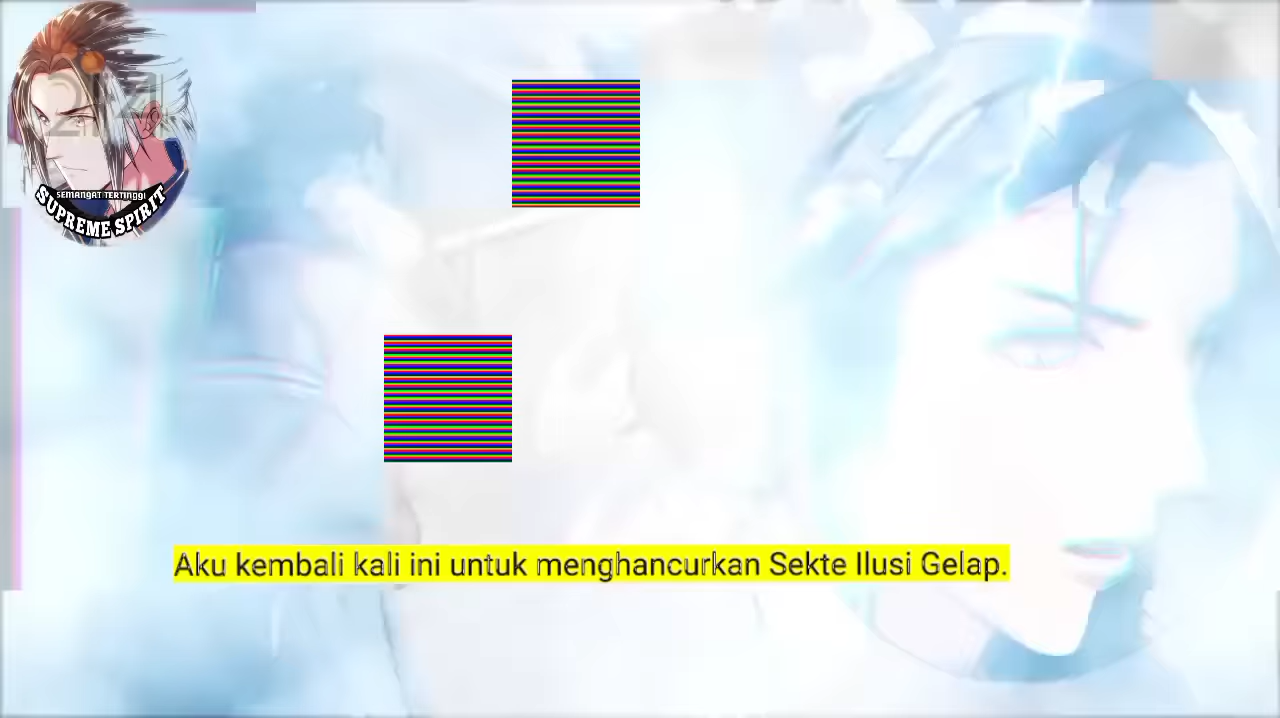 SEMANGAT TERTINGGI
SUPREME SPIRIT
Aku kembali kali ini untuk menghancurkan Sekte Ilusi Gelap.